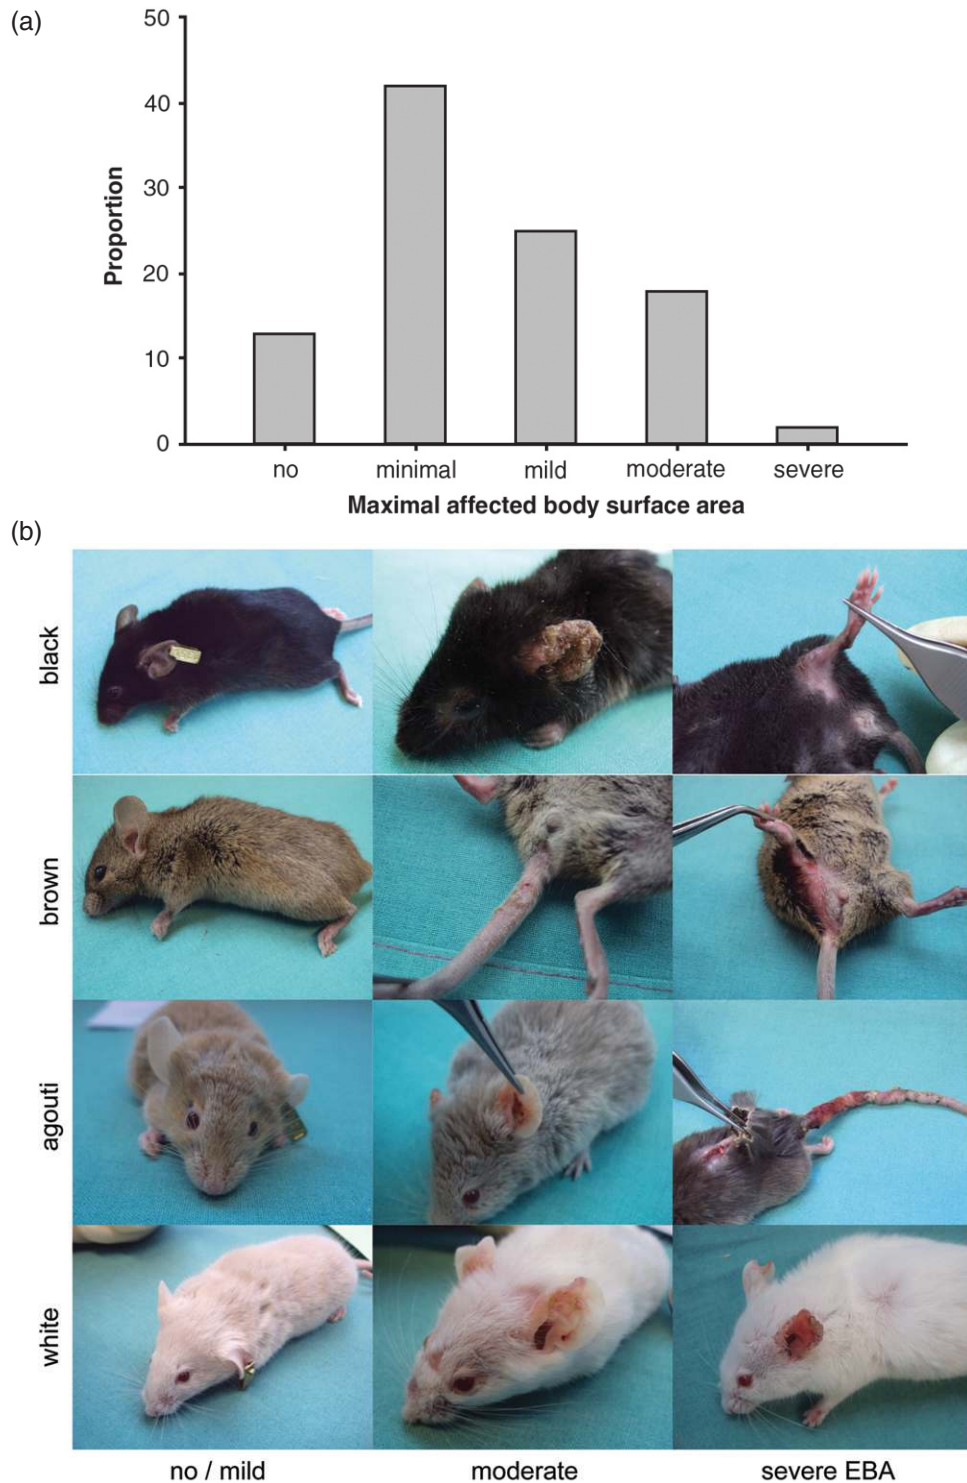 (a)
50
40
30
20
10
0
Proportion
no minimal mild moderate severe
Maximal affected body surface area
(b)
black
brown
agouti
white
no / mild moderate severe EBA